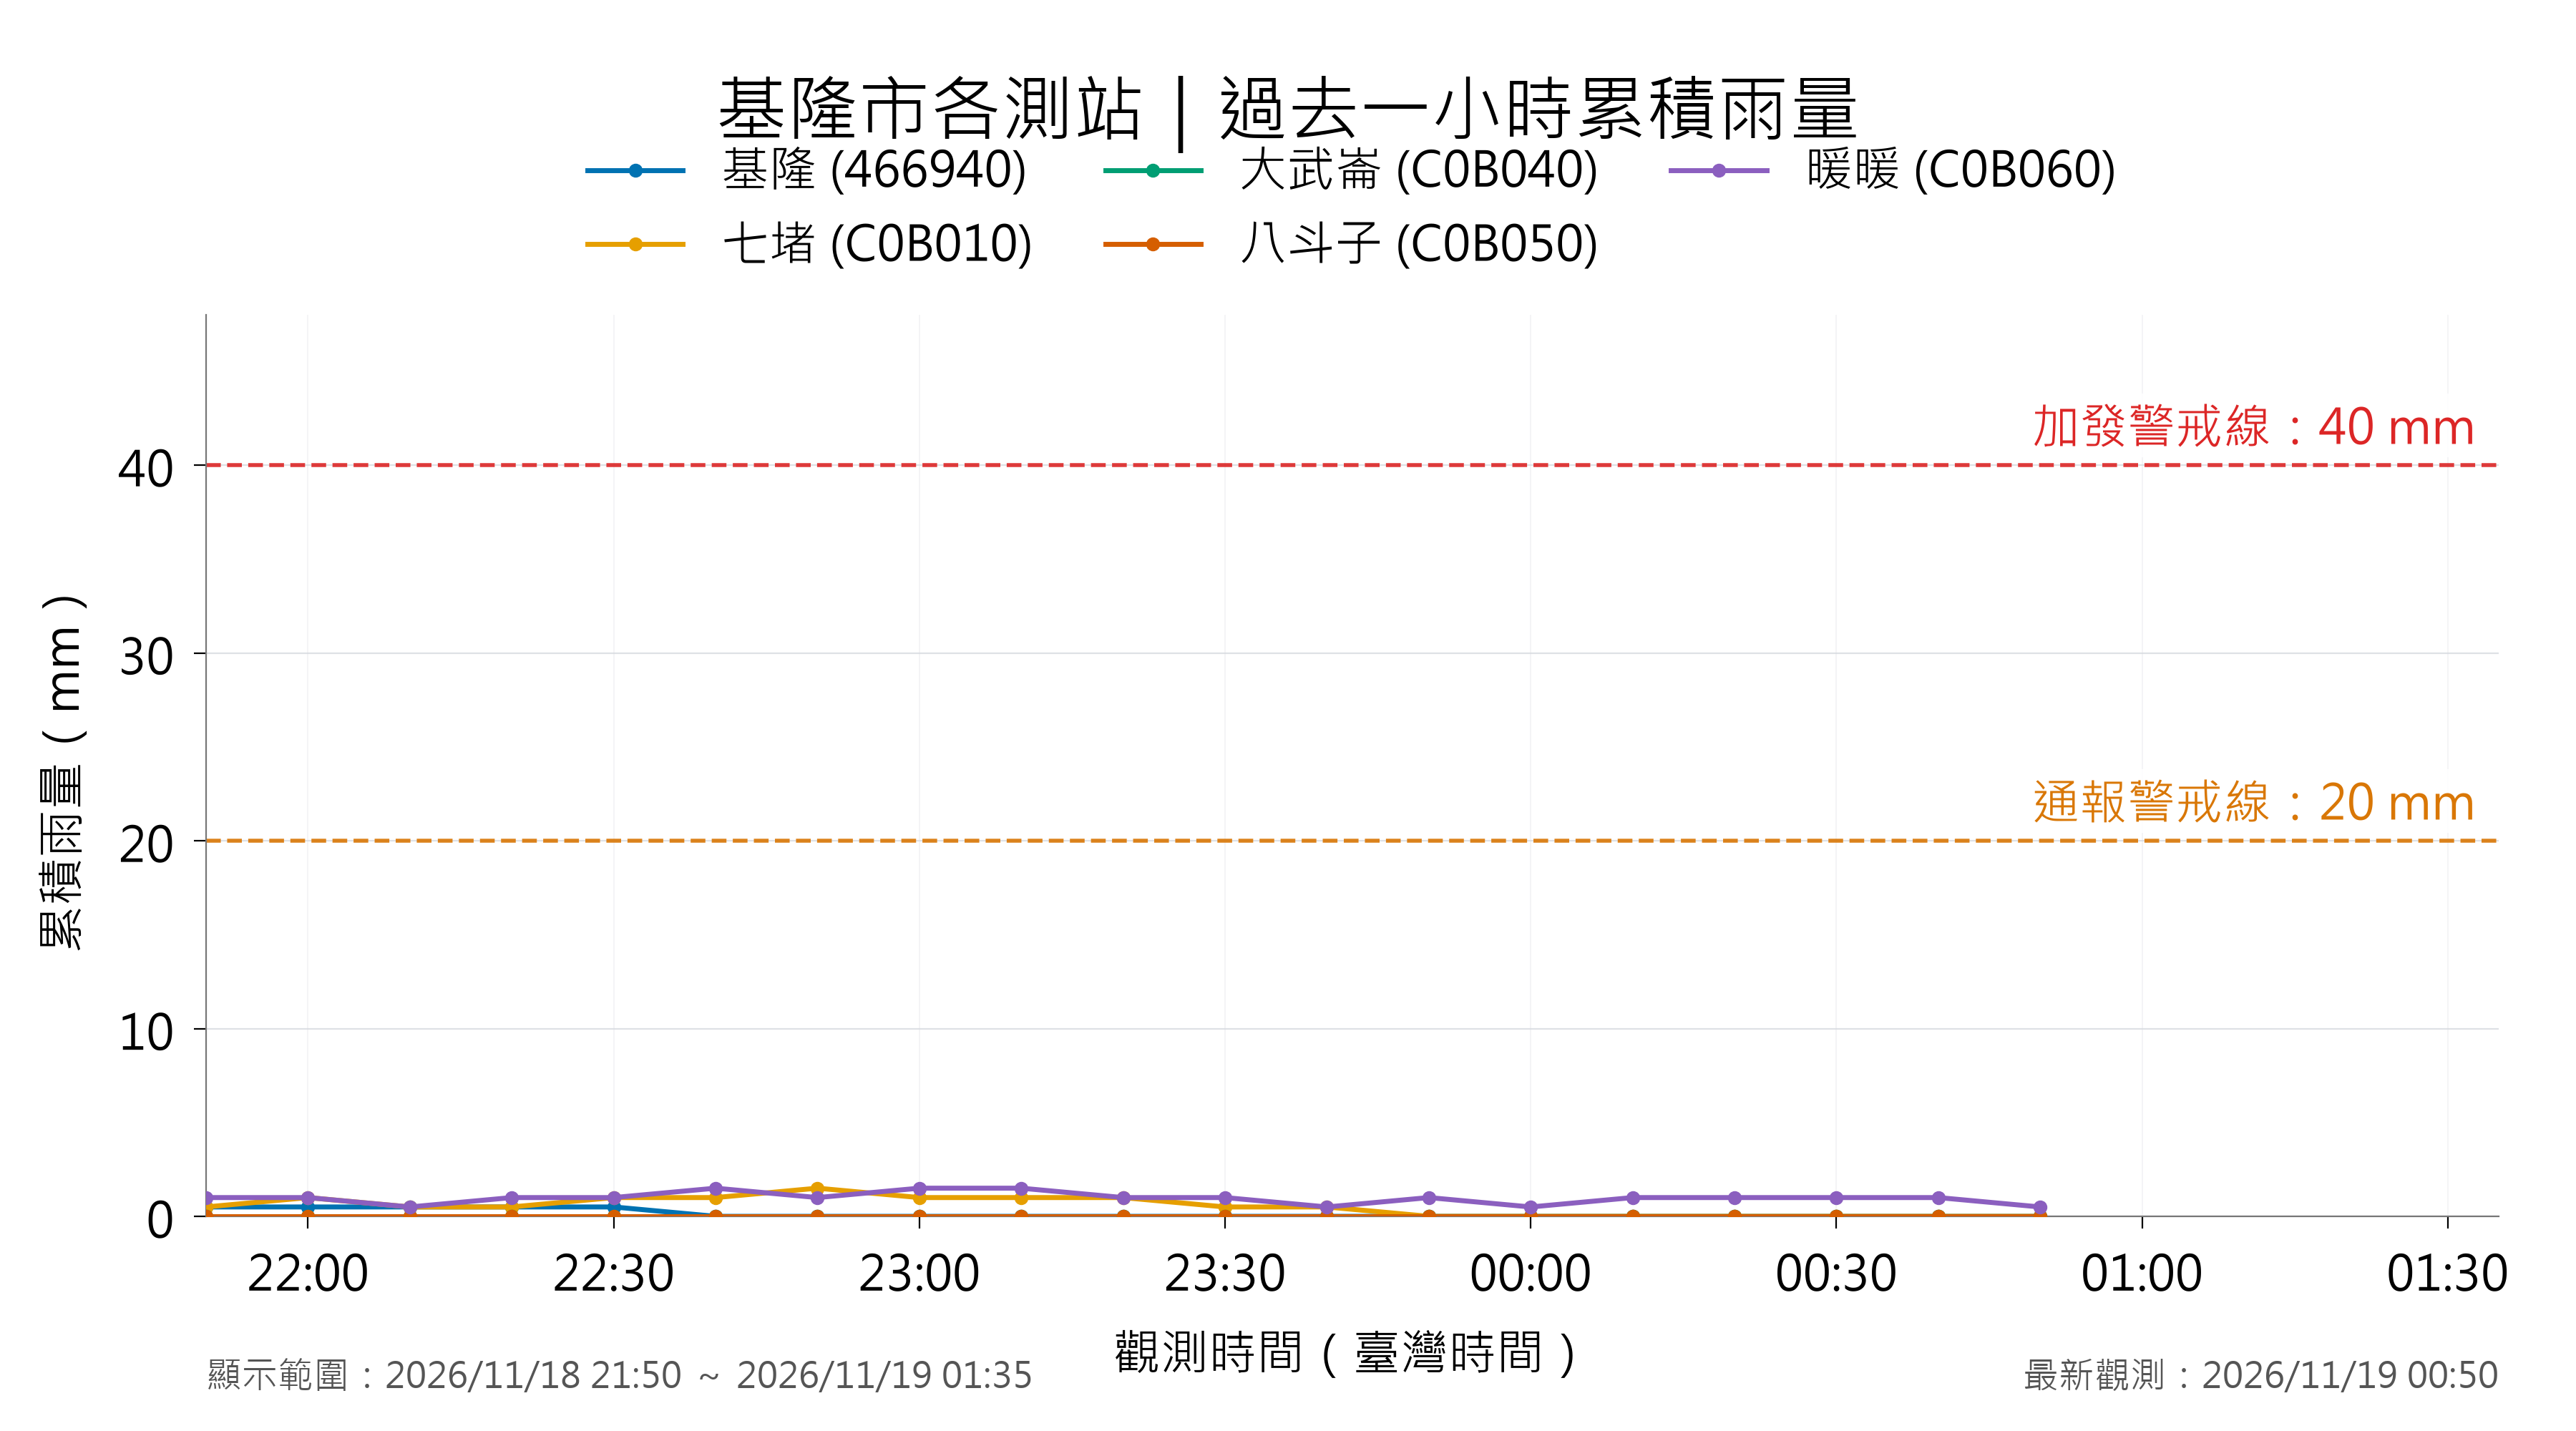 基隆市各測站｜過去一小時累積雨量
基隆 (466940)
大武崙 (C0B040)
暖暖 (C0B060)
七堵 (C0B010)
八斗子 (C0B050)
加發警戒線：40 mm
通報警戒線：20 mm
累積雨量（mm）
40
30
20
10
0
22:00 22:30 23:00 23:30 00:00 00:30 01:00 01:30
觀測時間（臺灣時間）
顯示範圍：2026/11/18 21:50 ~ 2026/11/19 01:35
最新觀測：2026/11/19 00:50